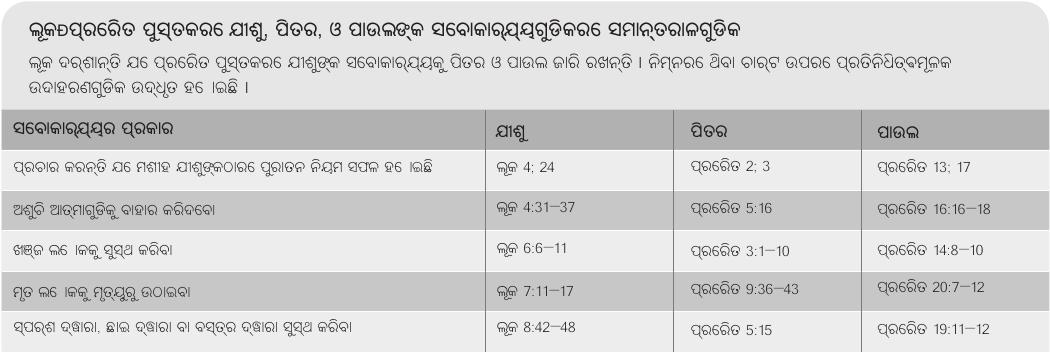 ଲୂକ–ପ୍ରେରିତ ପୁସ୍ତକରେ ଯୀଶୁ, ପିତର, ଓ ପାଉଲଙ୍କ ସେବାକାର୍ଯ୍ୟଗୁଡିକରେ ସମାନ୍ତରାଳଗୁଡିକ
ଲୂକ ଦର୍ଶାନ୍ତି ଯେ ପ୍ରେରିତ ପୁସ୍ତକରେ ଯୀଶୁଙ୍କ ସେବାକାର୍ଯ୍ୟକୁ ପିତର ଓ ପାଉଲ ଜାରି ରଖନ୍ତି । ନିମ୍ନରେ ଥିବା ଚାର୍ଟ ଉପରେ ପ୍ରତିନିଧିତ୍ଵମୂଳକ
ଉଦାହରଣଗୁଡିକ ଉଦ୍ଧୃତ ହୋଇଛି ।
ସେବାକାର୍ଯ୍ୟର ପ୍ରକାର ଯୀଶୁ ପିତର ପାଉଲ
ପ୍ରଚାର କରନ୍ତି ଯେ ମଶୀହ ଯୀଶୁଙ୍କଠାରେ ପୁରାତନ ନିୟମ ସଫଳ ହୋଇଛି ଲୂକ 4; 24 ପ୍ରେରିତ 2; 3 ପ୍ରେରିତ 13; 17
ଅଶୁଚି ଆତ୍ମାଗୁଡିକୁ ବାହାର କରିଦେବା ଲୂକ 4:31–37 ପ୍ରେରିତ 5:16 ପ୍ରେରିତ 16:16–18
ଖଞ୍ଜ ଲୋକକୁ ସୁସ୍ଥ କରିବା ଲୂକ 6:6–11 ପ୍ରେରିତ 3:1–10 ପ୍ରେରିତ 14:8–10
ମୃତ ଲୋକକୁ ମୃତ୍ୟୁରୁ ଉଠାଇବା ଲୂକ 7:11–17 ପ୍ରେରିତ 9:36–43 ପ୍ରେରିତ 20:7–12
ସ୍ପର୍ଶ ଦ୍ୱାରା, ଛାଇ ଦ୍ୱାରା ବା ବସ୍ତ୍ର ଦ୍ୱାରା ସୁସ୍ଥ କରିବା ଲୂକ 8:42–48 ପ୍ରେରିତ 5:15 ପ୍ରେରିତ 19:11–12